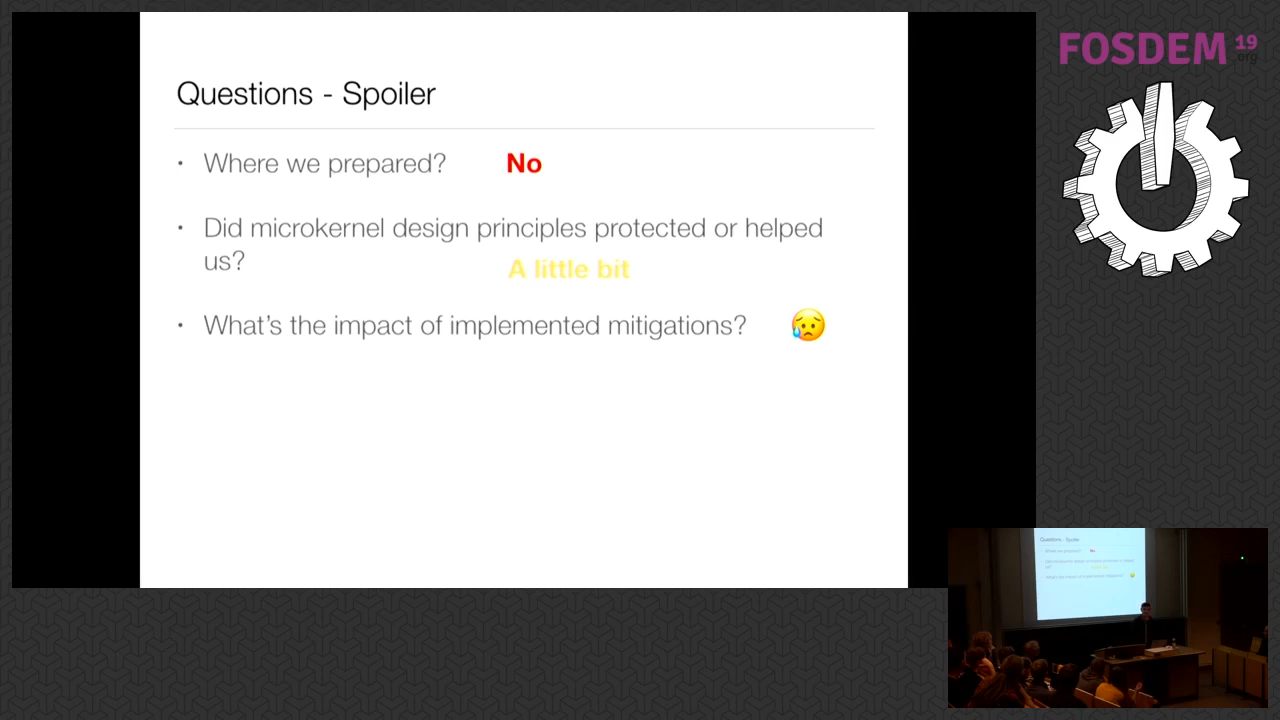 Questions - Spoiler
Where we prepared? No
Did microkernel design principles protected or helped
us?
A little bit
What's the impact of implemented mitigations?
FOSDEM 19
.org